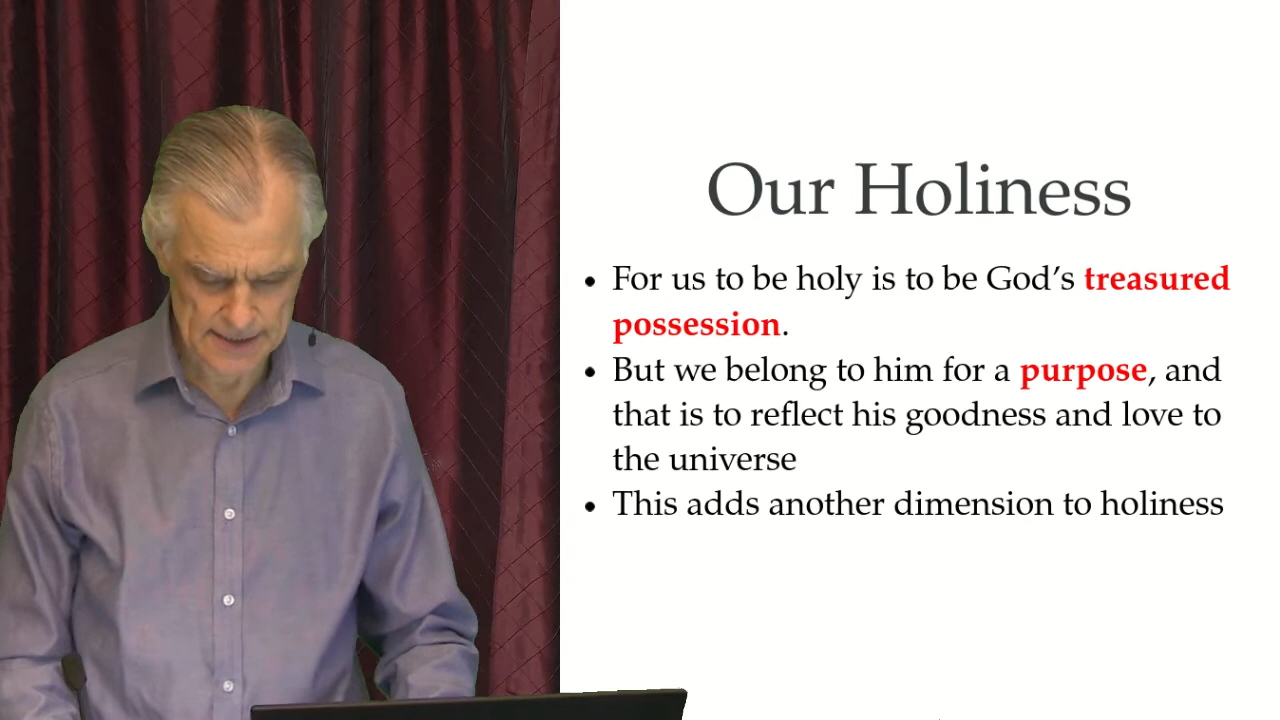 Our Holiness
• For us to be holy is to be God’s treasured
possession.
• But we belong to him for a purpose, and
that is to reflect his goodness and love to
the universe
• This adds another dimension to holiness